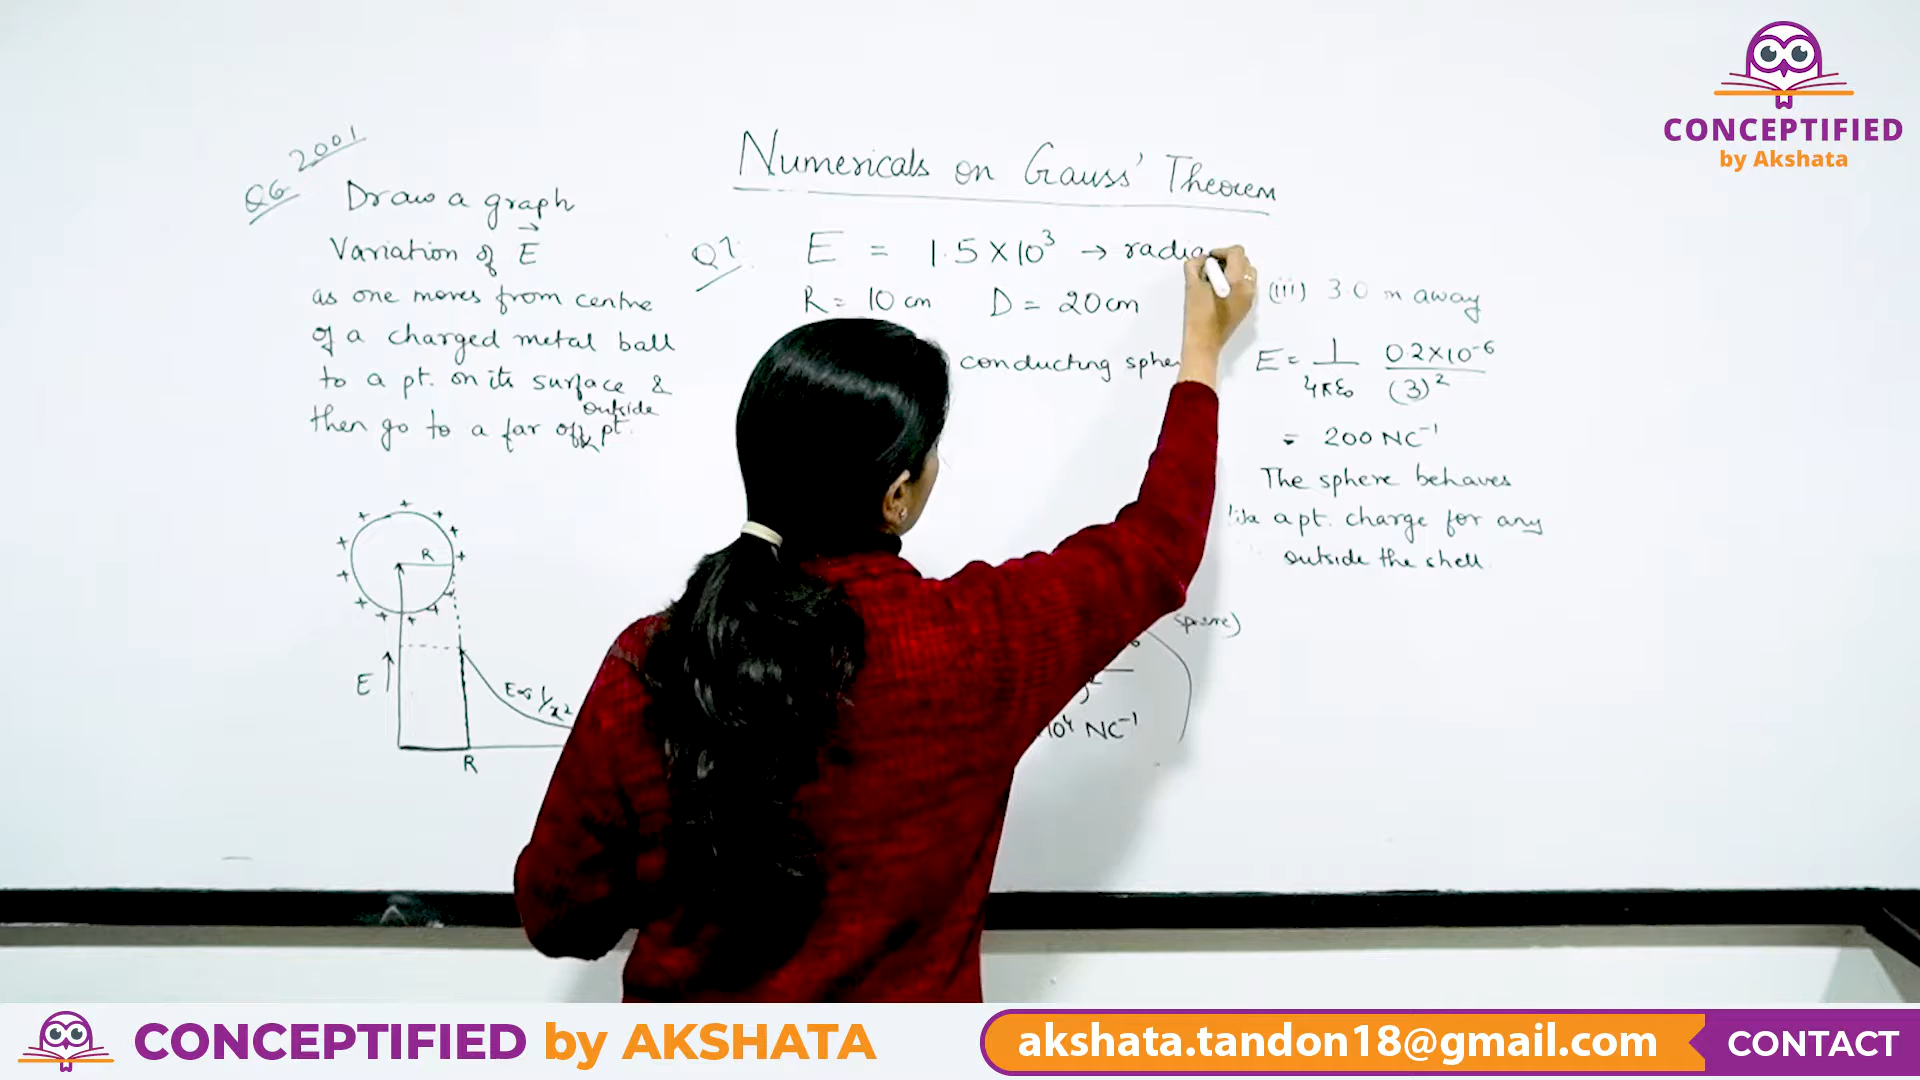 CONCEPTIFIED
by Akshata
Numericals on Gauss' Theorem
Q6 2001
Draw a graph
Variation of E⃗
as one moves from centre
of a charged metal ball
to a pt. on its surface &
outside
then go to a far off pt.
+ + + + + + + + + + + + +
R
E
E ∝ 1/x²
R
Q7.
E = 1.5 × 10³ → radia
R = 10 cm D = 20cm
conducting sphe
(iii) 3.0 m away
E = 1/4πε₀ 0.2×10⁻⁶/(3)²
= 200 NC⁻¹
The sphere behaves
like a pt. charge for any
outside the shell.
sphere)
10⁴ NC⁻¹
CONCEPTIFIED by AKSHATA
akshata.tandon18@gmail.com
CONTACT